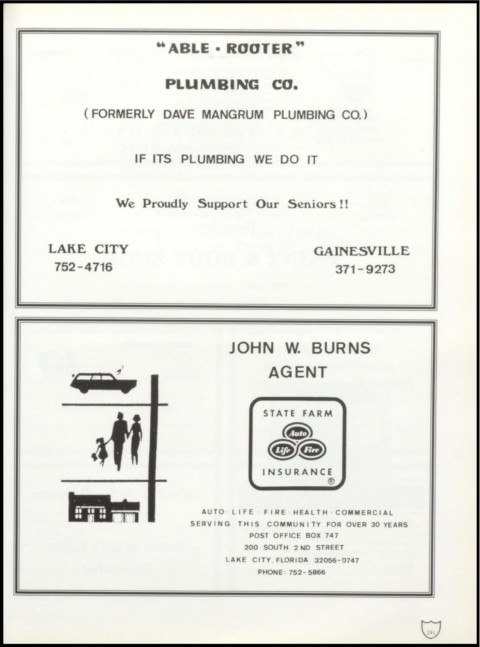 “ABLE • ROOTER”
PLUMBING CO.
(FORMERLY DAVE MANGRUM PLUMBING CO.)
IF ITS PLUMBING WE DO IT
We Proudly Support Our Seniors!!
LAKE CITY
752-4716
GAINESVILLE
371-9273
JOHN W. BURNS
AGENT
STATE FARM
Auto
Life Fire
INSURANCE
®
AUTO · LIFE · FIRE · HEALTH · COMMERCIAL
SERVING THIS COMMUNITY FOR OVER 30 YEARS
POST OFFICE BOX 747
200 SOUTH 2ND STREET
LAKE CITY, FLORIDA 32056-0747
PHONE: 752-5866